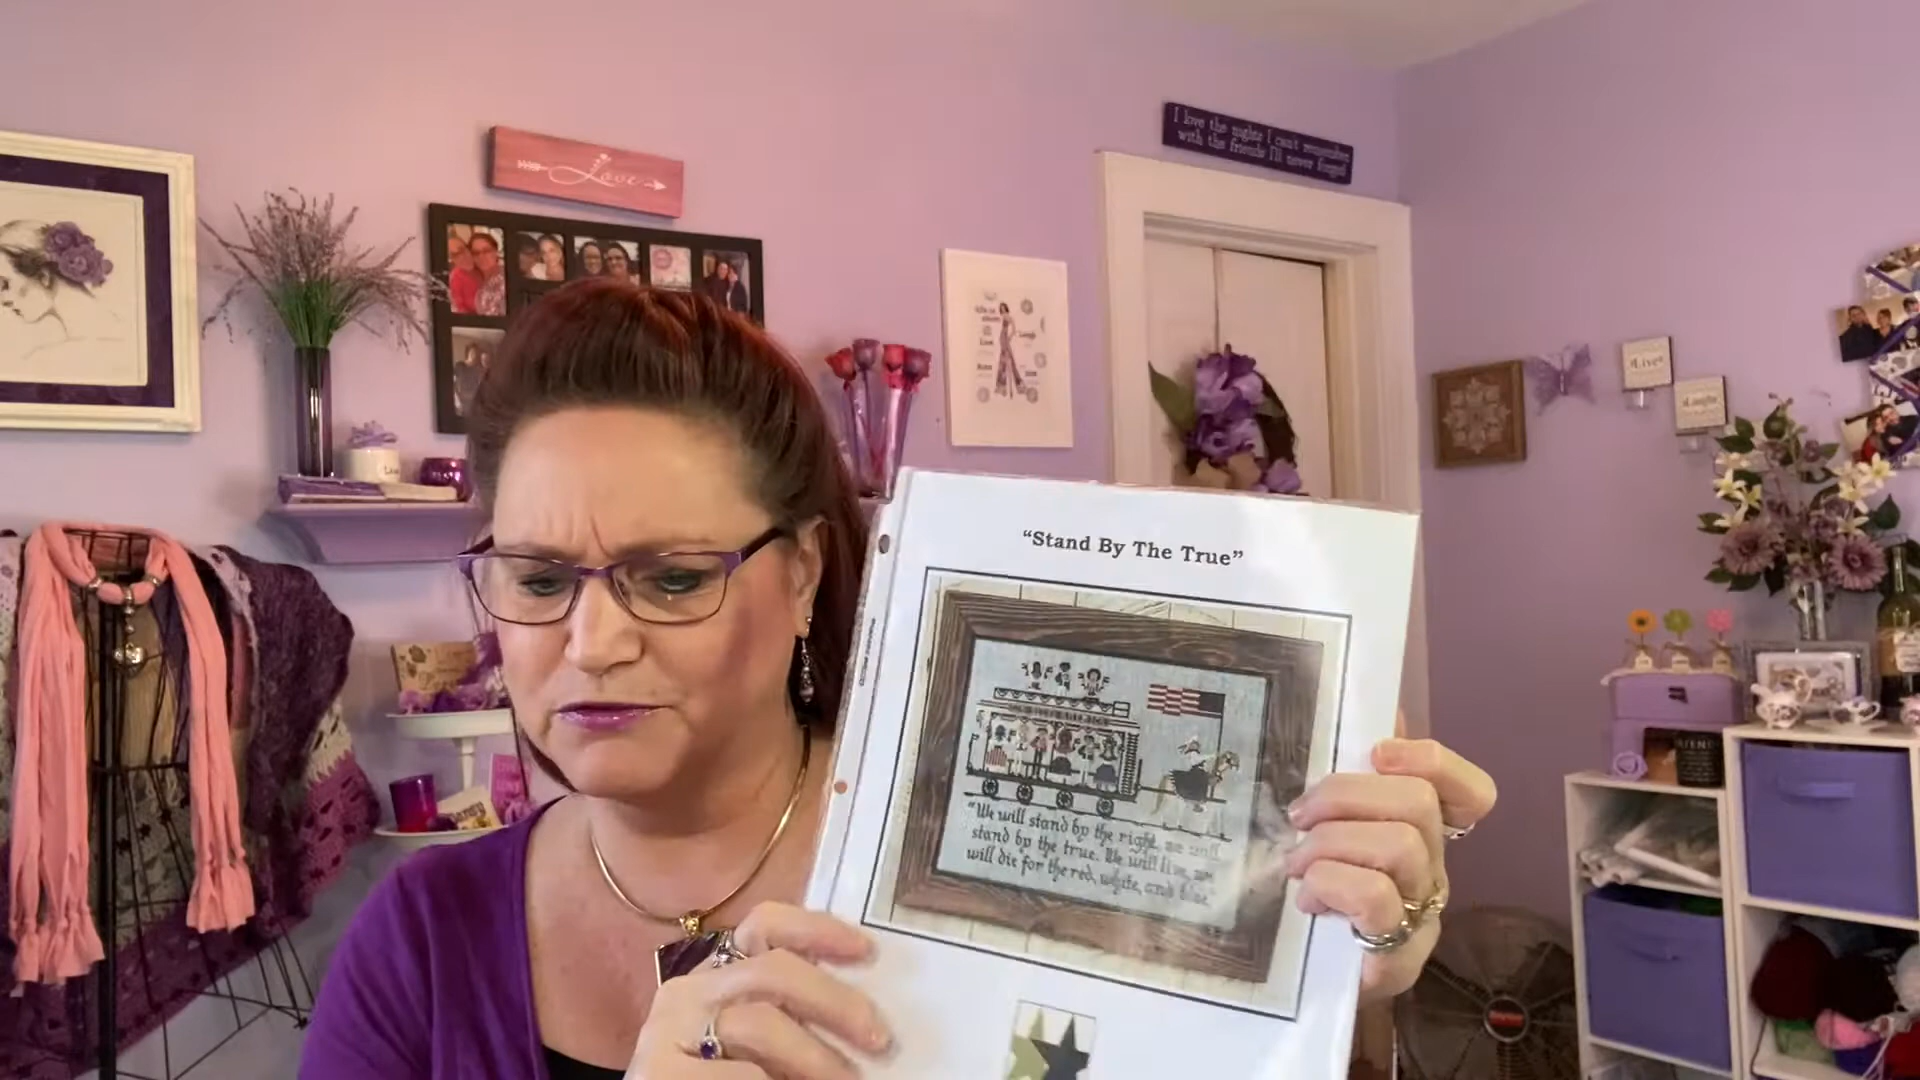 Love
I love the nights I can't remember
with the friends I'll never forget
Live
Laugh
"Stand By The True"
"We will stand by the right, we will
stand by the true. We will live, we
will die for the red, white, and blue."